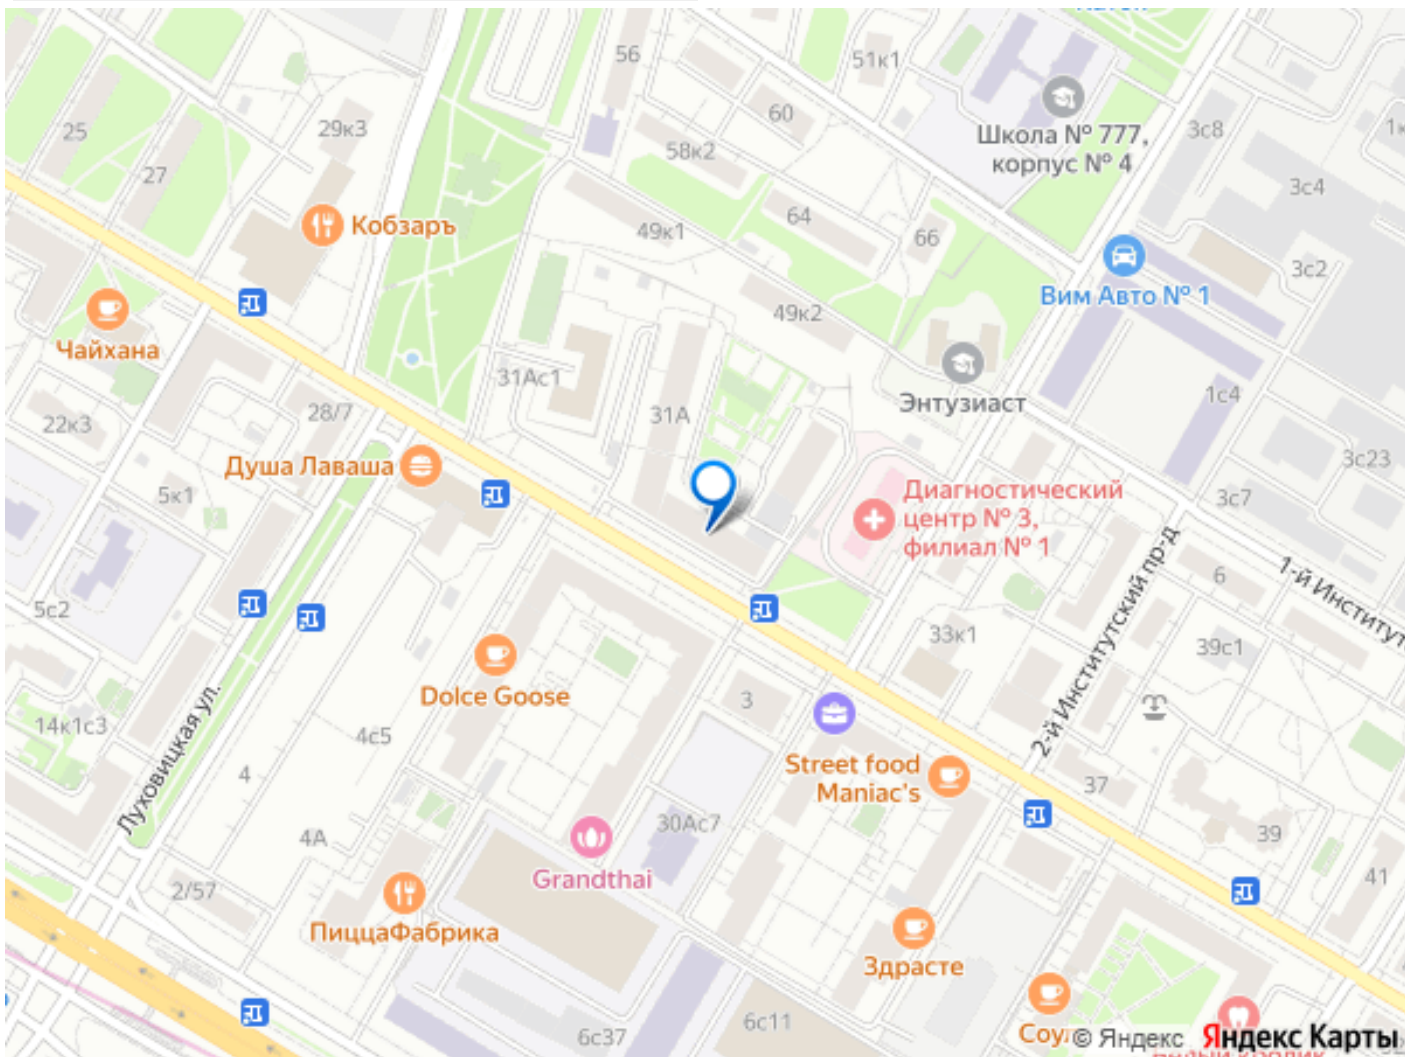 56
51к1
60
Школа № 777,
корпус № 4
3с8
25
29к3
58к2
27
3с4
Кобзаръ
49к1
64
66
3с2
Вим Авто № 1
49к2
Чайхана
31Ас1
Энтузиаст
1с4
22к3
28/7
31А
3с23
Душа Лаваша
5к1
Диагностический
центр № 3,
филиал № 1
3с7
2-й Институтский пр-д
6
5с2
33к1
39с1
Dolce Goose
3
14к1с3
Луховицкая ул.
4с5
4
Street food
Maniac's
37
30Ас7
39
4А
41
Grandthai
2/57
ПиццаФабрика
Здрасте
6с37
6с11
© Яндекс Яндекс Карты